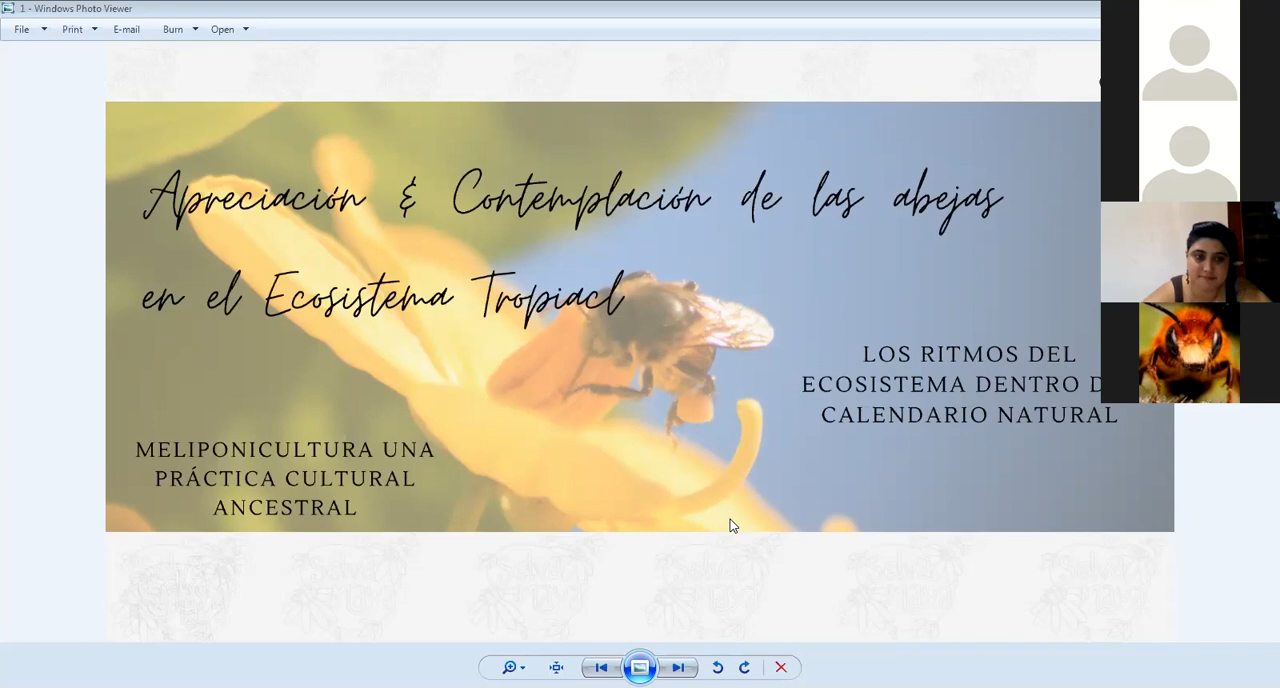 1 - Windows Photo Viewer
File Print E-mail Burn Open
Apreciación & Contemplación de las abejas
en el Ecosistema Tropiacl
LOS RITMOS DEL
ECOSISTEMA DENTRO
CALENDARIO NATURAL
MELIPONICULTURA UNA
PRÁCTICA CULTURAL
ANCESTRAL